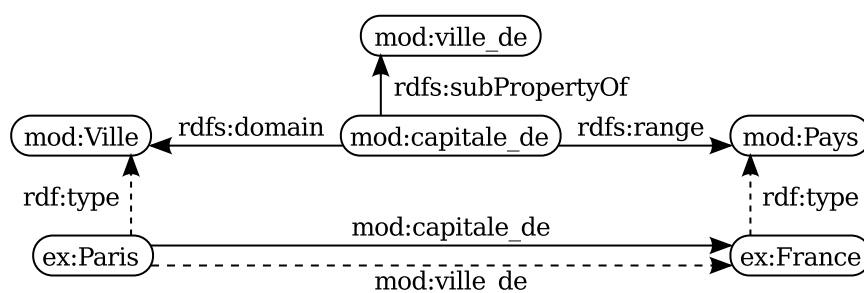 mod:ville_de
rdfs:subPropertyOf
mod:Ville
rdfs:domain
mod:capitale_de
rdfs:range
mod:Pays
rdf:type
rdf:type
mod:capitale_de
ex:Paris
ex:France
mod:ville_de